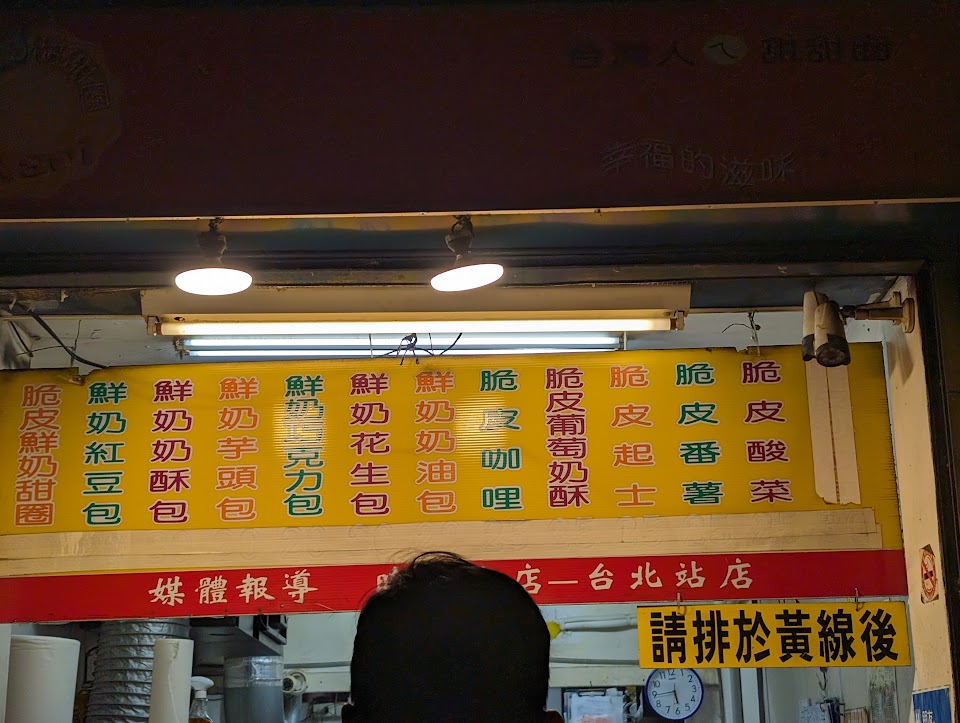 幸福的滋味
脆皮鮮奶甜圈
鮮奶紅豆包
鮮奶奶酥包
鮮奶芋頭包
鮮奶巧克力包
鮮奶花生包
鮮奶奶油包
脆皮咖哩
脆皮葡萄奶酥
脆皮起士
脆皮番薯
脆皮酸菜
媒體報導 店—台北站店
請排於黃線後